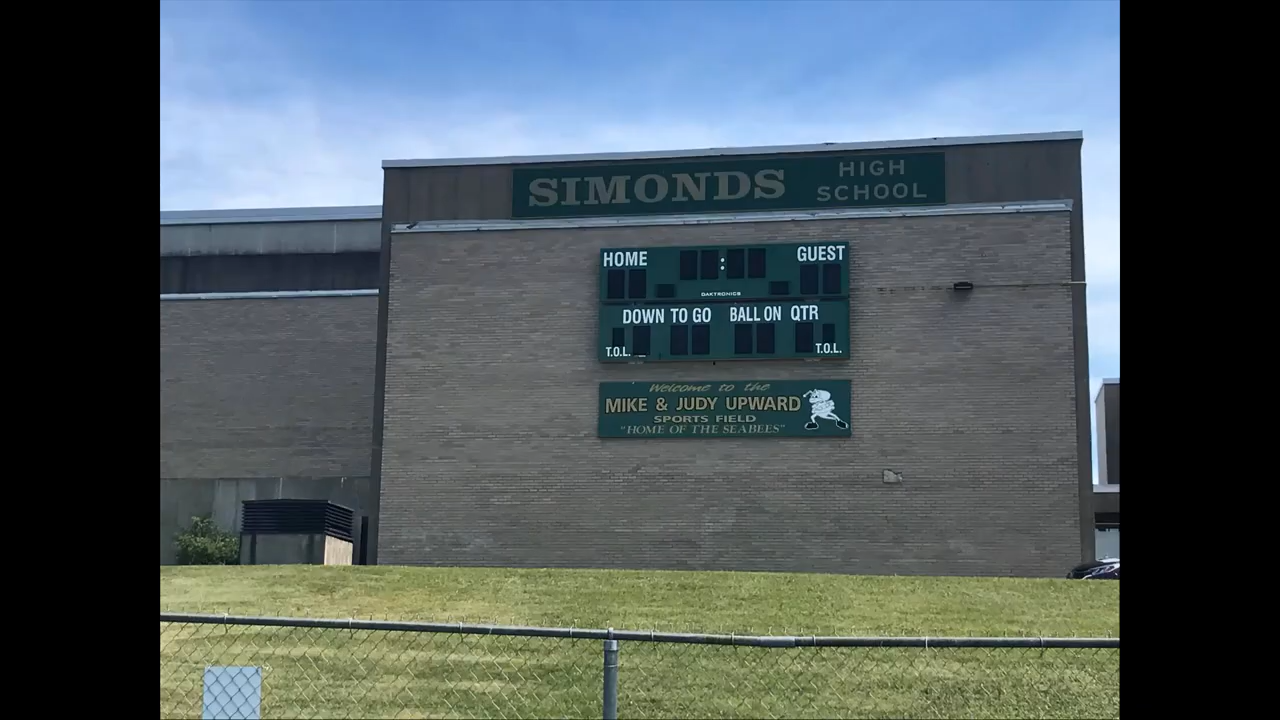 SIMONDS HIGH SCHOOL
HOME : GUEST
DAKTRONICS
DOWN TO GO BALL ON QTR
T.O.L. T.O.L.
Welcome to the
MIKE & JUDY UPWARD
SPORTS FIELD
"HOME OF THE SEABEES"